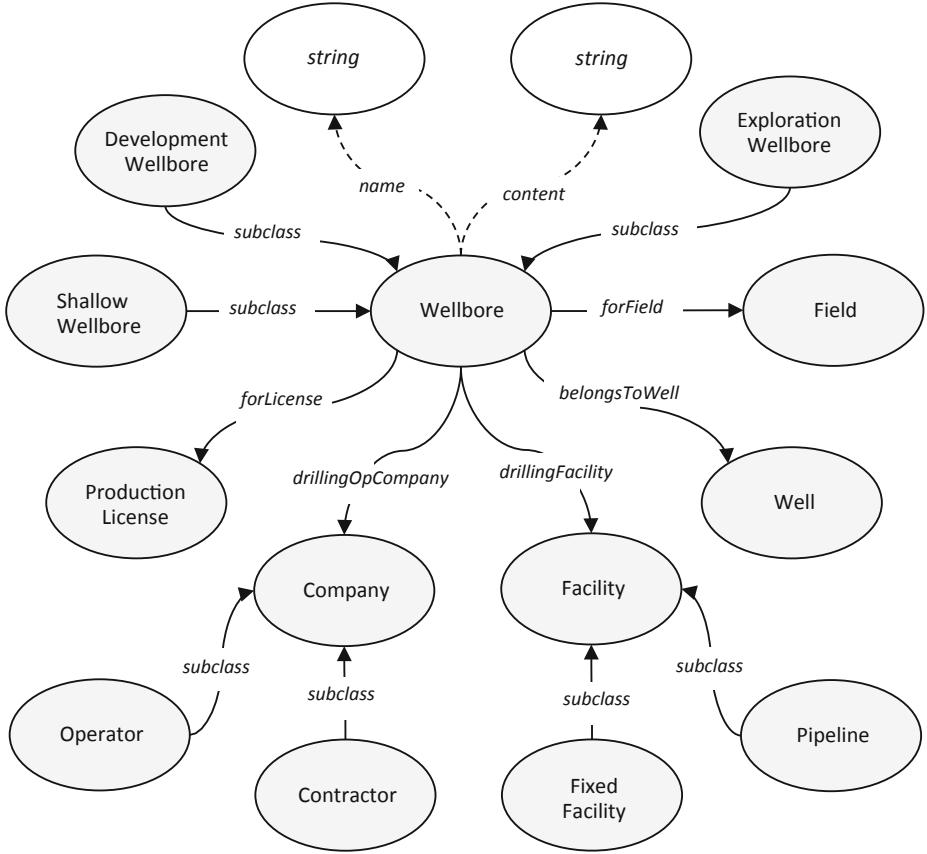 string
string
Development
Wellbore
Exploration
Wellbore
name
content
subclass
subclass
Shallow
Wellbore
subclass
Wellbore
forField
Field
forLicense
belongsToWell
drillingOpCompany
drillingFacility
Production
License
Well
Company
Facility
subclass
subclass
subclass
subclass
Operator
Pipeline
Contractor
Fixed
Facility